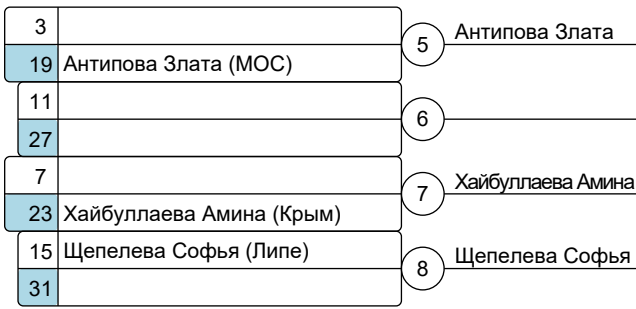 3
5 Антипова Злата
19 Антипова Злата (МОС)
11
6
27
7
7 Хайбуллаева Амина
23 Хайбуллаева Амина (Крым)
15 Щепелева Софья (Липе)
8 Щепелева Софья
31